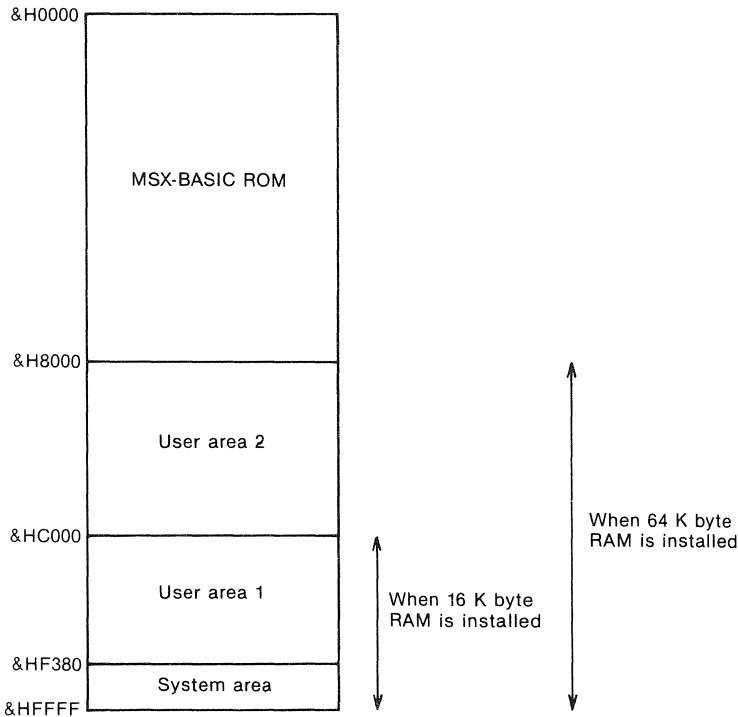 &H0000
MSX-BASIC ROM
&H8000
User area 2
&HC000
When 64 K byte
RAM is installed
User area 1
When 16 K byte
RAM is installed
&HF380
System area
&HFFFF